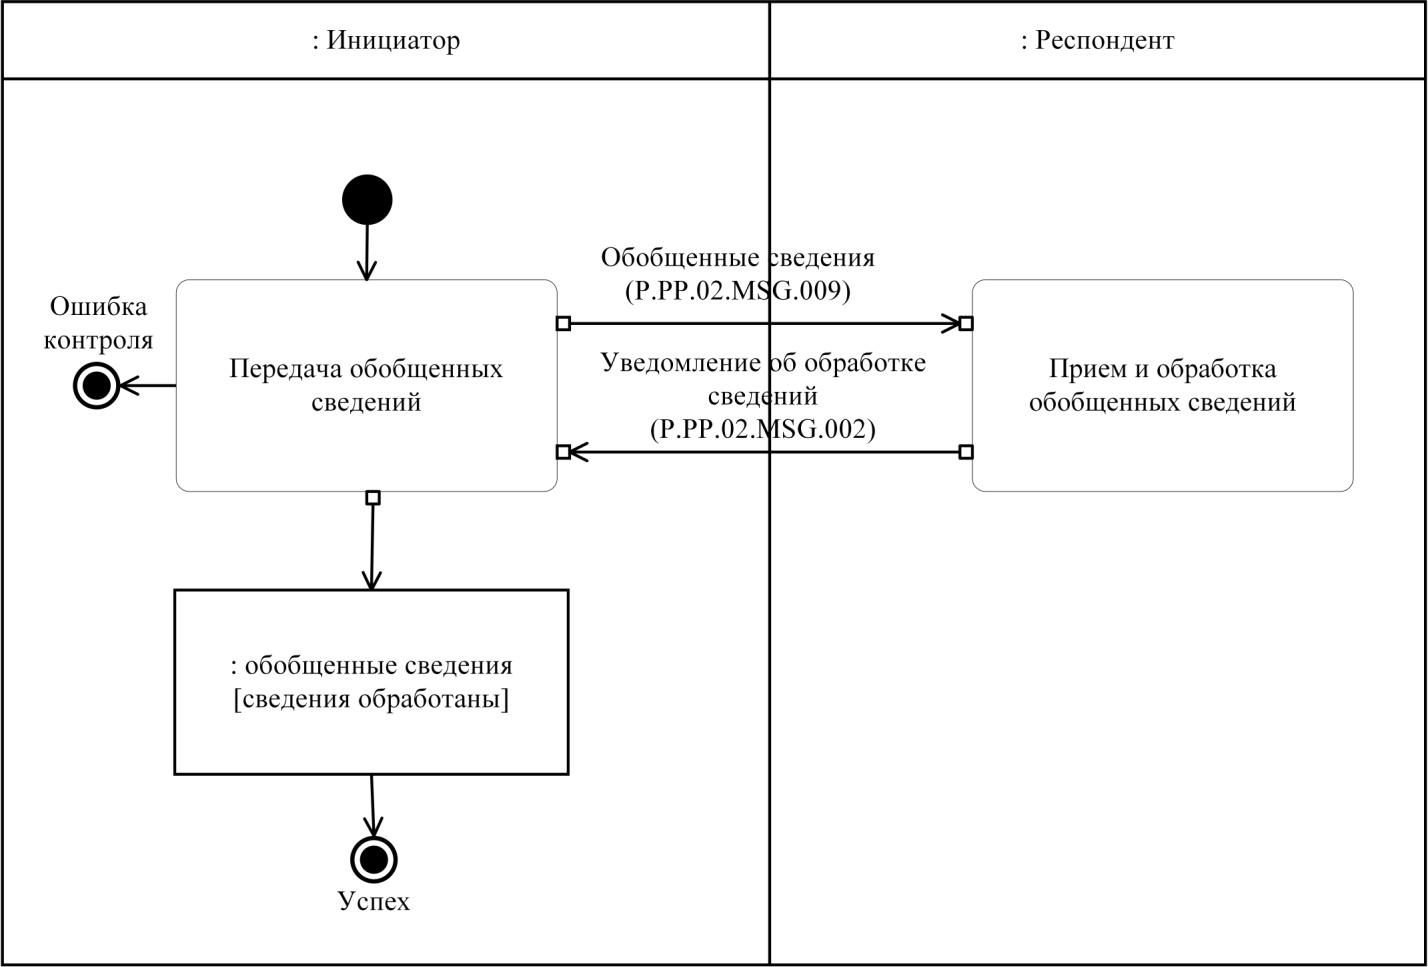 : Инициатор
: Респондент
Обобщенные сведения
(P.PP.02.MSG.009)
Ошибка
контроля
Передача обобщенных
сведений
Уведомление об обработке
сведений
(P.PP.02.MSG.002)
Прием и обработка
обобщенных сведений
: обобщенные сведения
[сведения обработаны]
Успех